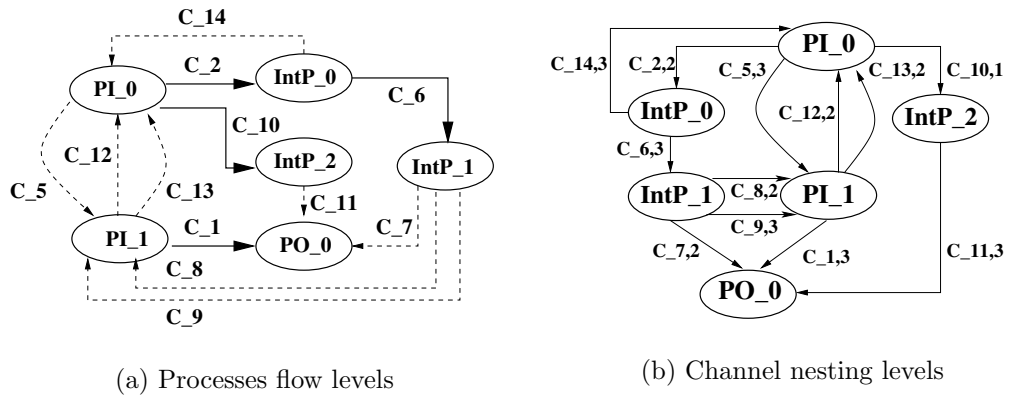 C_14
C_2
IntP_0
PI_0
C_6
C_10
C_12
IntP_2
IntP_1
C_5
C_13
C_11
C_7
C_1
PI_1
PO_0
C_8
C_9
(a) Processes flow levels
PI_0
C_14,3
C_2,2
C_5,3
C_13,2
C_10,1
IntP_0
C_12,2
IntP_2
C_6,3
IntP_1
C_8,2
PI_1
C_9,3
C_7,2
C_1,3
C_11,3
PO_0
(b) Channel nesting levels